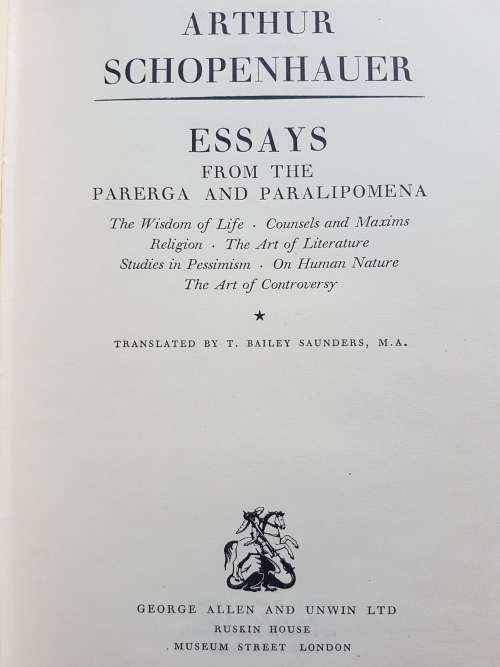 ARTHUR
SCHOPENHAUER
ESSAYS
FROM THE
PARERGA AND PARALIPOMENA
The Wisdom of Life · Counsels and Maxims
Religion · The Art of Literature
Studies in Pessimism · On Human Nature
The Art of Controversy
★
TRANSLATED BY T. BAILEY SAUNDERS, M.A.
GEORGE ALLEN AND UNWIN LTD
RUSKIN HOUSE
MUSEUM STREET LONDON